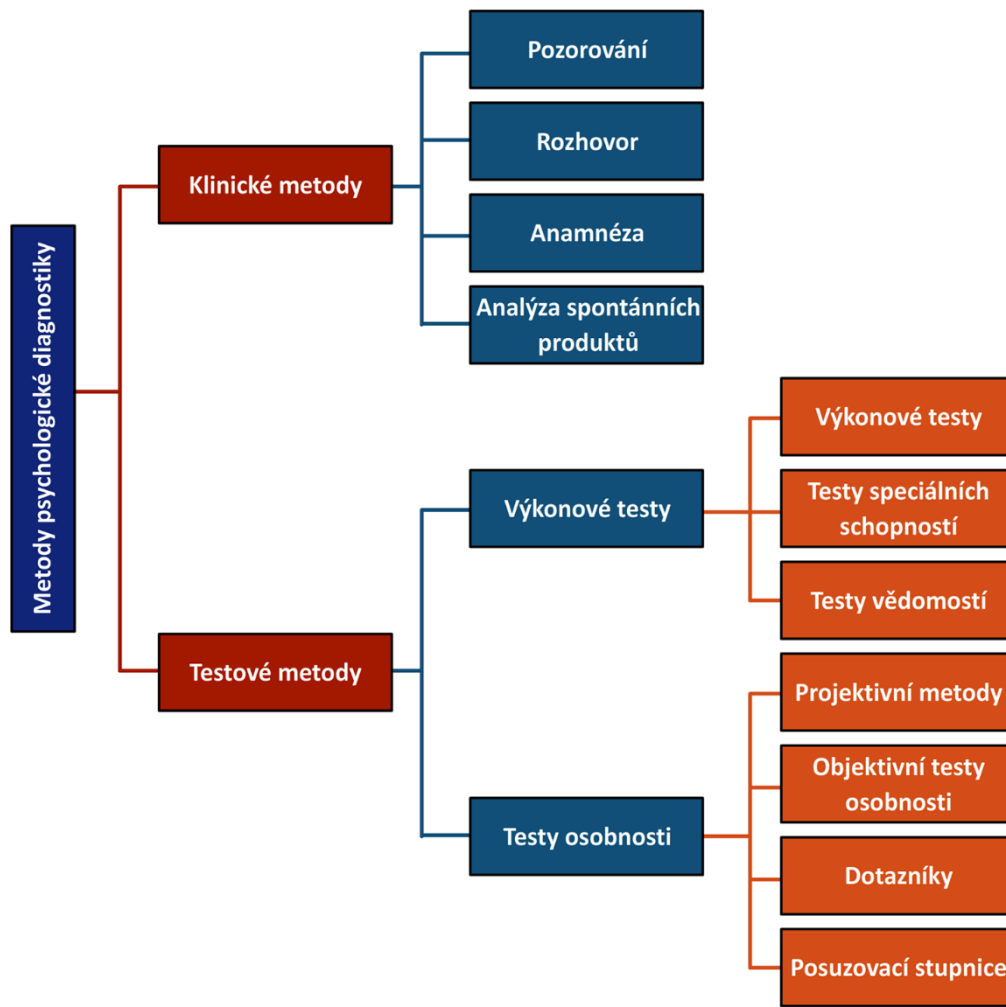 Metody psychologické diagnostiky
Klinické metody
Pozorování
Rozhovor
Anamnéza
Analýza spontánních
produktů
Testové metody
Výkonové testy
Výkonové testy
Testy speciálních
schopností
Testy vědomostí
Testy osobnosti
Projektivní metody
Objektivní testy
osobnosti
Dotazníky
Posuzovací stupnice